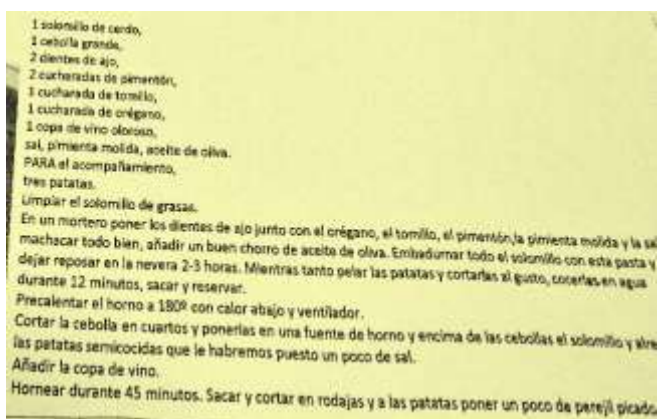 1 solomillo de cerdo,
1 cebolla grande,
2 dientes de ajo,
2 cucharadas de pimentón,
1 cucharada de tomillo,
1 cucharada de orégano,
1 copa de vino oloroso,
sal, pimienta molida, aceite de oliva.
PARA el acompañamiento,
tres patatas.
Limpiar el solomillo de grasas.
En un mortero poner los dientes de ajo junto con el orégano, el tomillo, el pimentón,la pimienta molida y la sal
machacar todo bien, añadir un buen chorro de aceite de oliva. Embadurnar todo el solomillo con esta pasta y
dejar reposar en la nevera 2-3 horas. Mientras tanto pelar las patatas y cortarlas al gusto, cocerlas en agua
durante 12 minutos, sacar y reservar.
Precalentar el horno a 180º con calor abajo y ventilador.
Cortar la cebolla en cuartos y ponerlas en una fuente de horno y encima de las cebollas el solomillo y alre
las patatas semicocidas que le habremos puesto un poco de sal.
Añadir la copa de vino.
Hornear durante 45 minutos. Sacar y cortar en rodajas y a las patatas poner un poco de perejil picado.